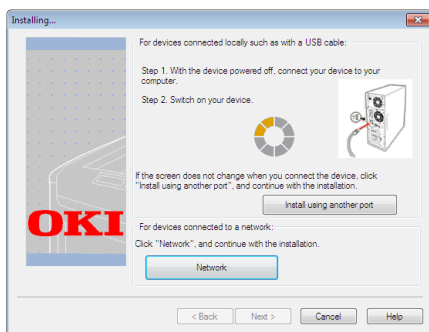 Installing...
For devices connected locally such as with a USB cable:
Step 1. With the device powered off, connect your device to your
computer.
Step 2. Switch on your device.
If the screen does not change when you connect the device, click
"Install using another port", and continue with the installation.
Install using another port
OKI
For devices connected to a network:
Click "Network", and continue with the installation.
Network
< Back
Next >
Cancel
Help